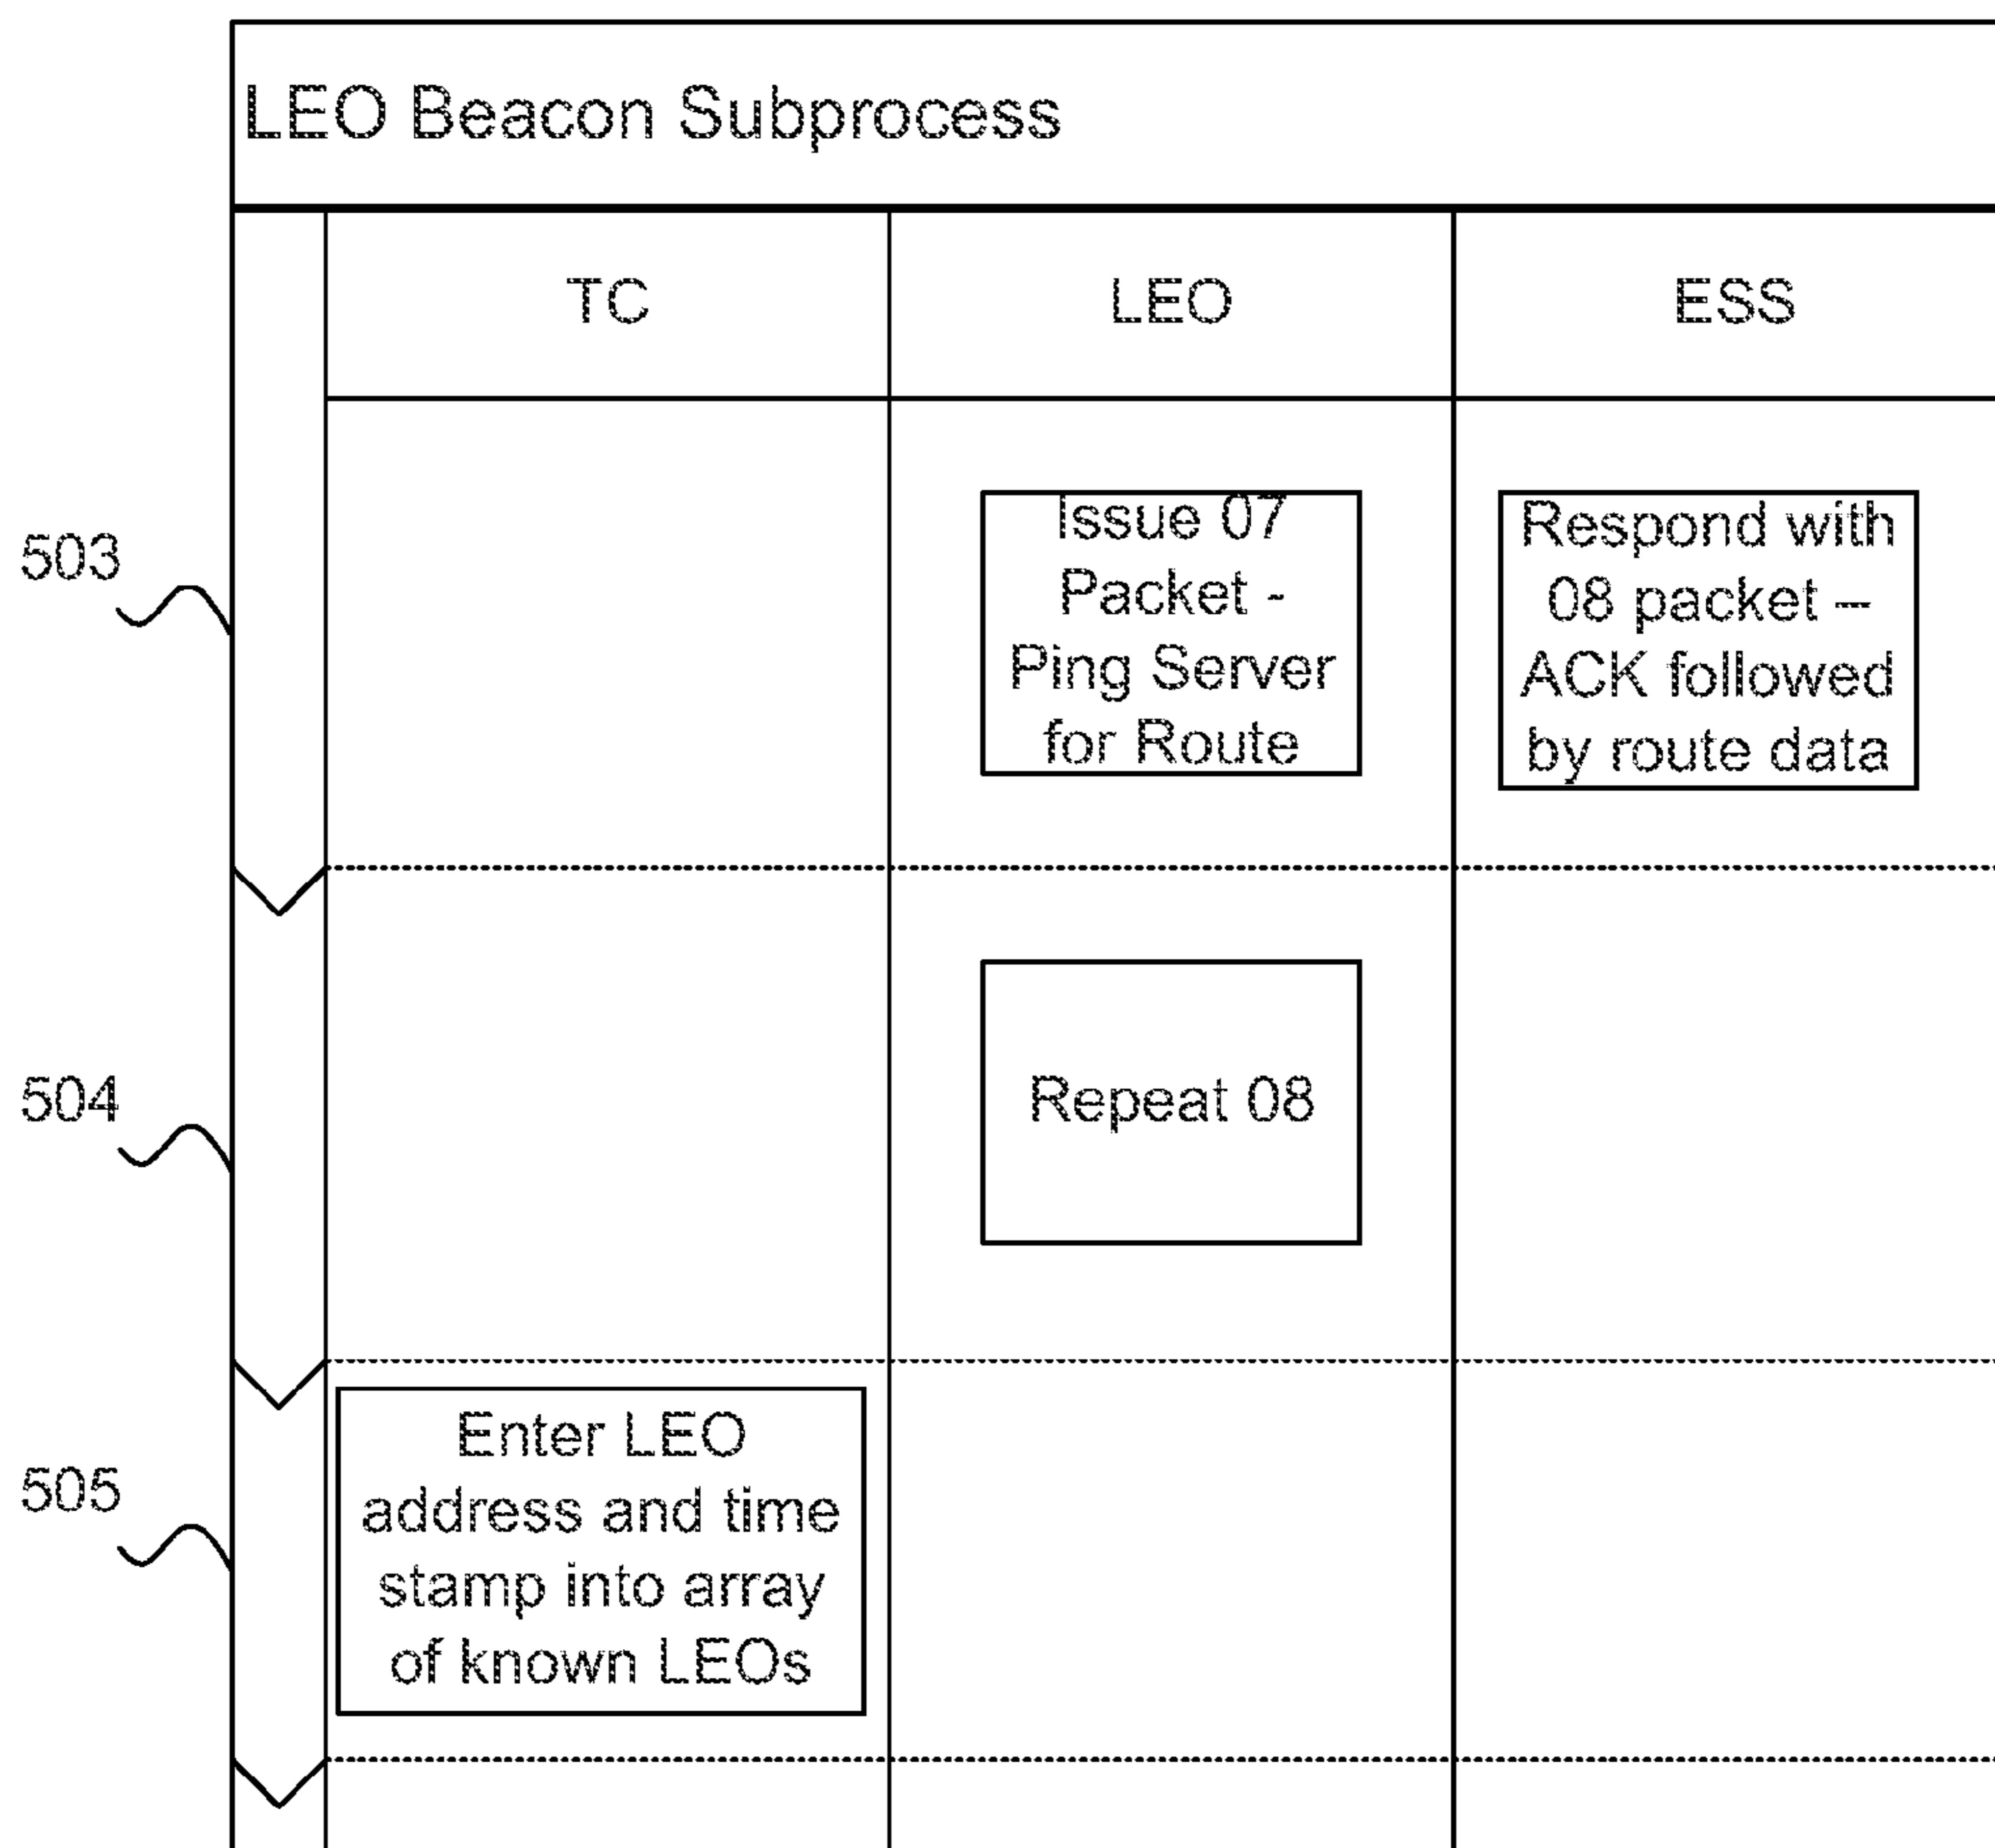 LEO Beacon Subprocess
TC
LEO
ESS
503
Issue 07
Packet -
Ping Server
for Route
Respond with
08 packet –
ACK followed
by route data
504
Repeat 08
505
Enter LEO
address and time
stamp into array
of known LEOs